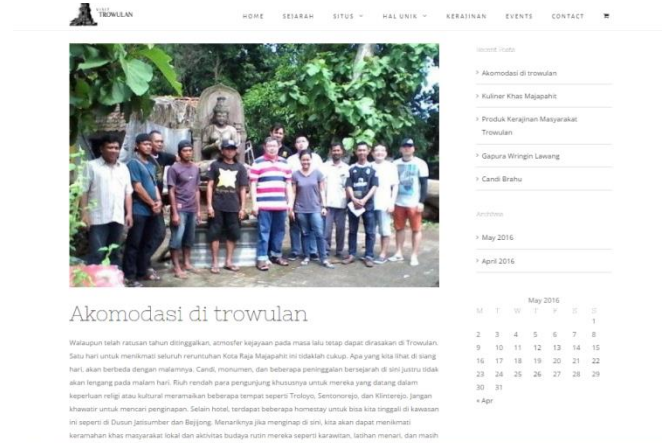 VISIT
TROWULAN
HOME SEJARAH SITUS HAL UNIK KERAJINAN EVENTS CONTACT
Recent Posts
> Akomodasi di trowulan
> Kuliner Khas Majapahit
> Produk Kerajinan Masyarakat
Trowulan
> Gapura Wringin Lawang
> Candi Brahu
Archives
> May 2016
> April 2016
May 2016
M T W T F S S
1
2 3 4 5 6 7 8
9 10 11 12 13 14 15
16 17 18 19 20 21 22
23 24 25 26 27 28 29
30 31
« Apr
Akomodasi di trowulan
Walaupun telah ratusan tahun ditinggalkan, atmosfer kejayaan pada masa lalu tetap dapat dirasakan di Trowulan.
Satu hari untuk menikmati seluruh reruntuhan Kota Raja Majapahit ini tidaklah cukup. Apa yang kita lihat di siang
hari, akan berbeda dengan malamnya. Candi, monumen, dan beberapa peninggalan bersejarah di sini justru tidak
akan lengang pada malam hari. Riuh rendah para pengunjung khususnya untuk mereka yang datang dalam
keperluan religi atau kultural meramaikan beberapa tempat seperti Troloyo, Sentonorejo, dan Klinterejo. Jangan
khawatir untuk mencari penginapan. Selain hotel, terdapat beberapa homestay untuk bisa kita tinggali di kawasan
ini seperti di Dusun Jatisumber dan Bejijong. Menariknya jika menginap di sini, kita akan dapat menikmati
keramahan khas masyarakat lokal dan aktivitas budaya rutin mereka seperti karawitan, latihan menari, dan masih